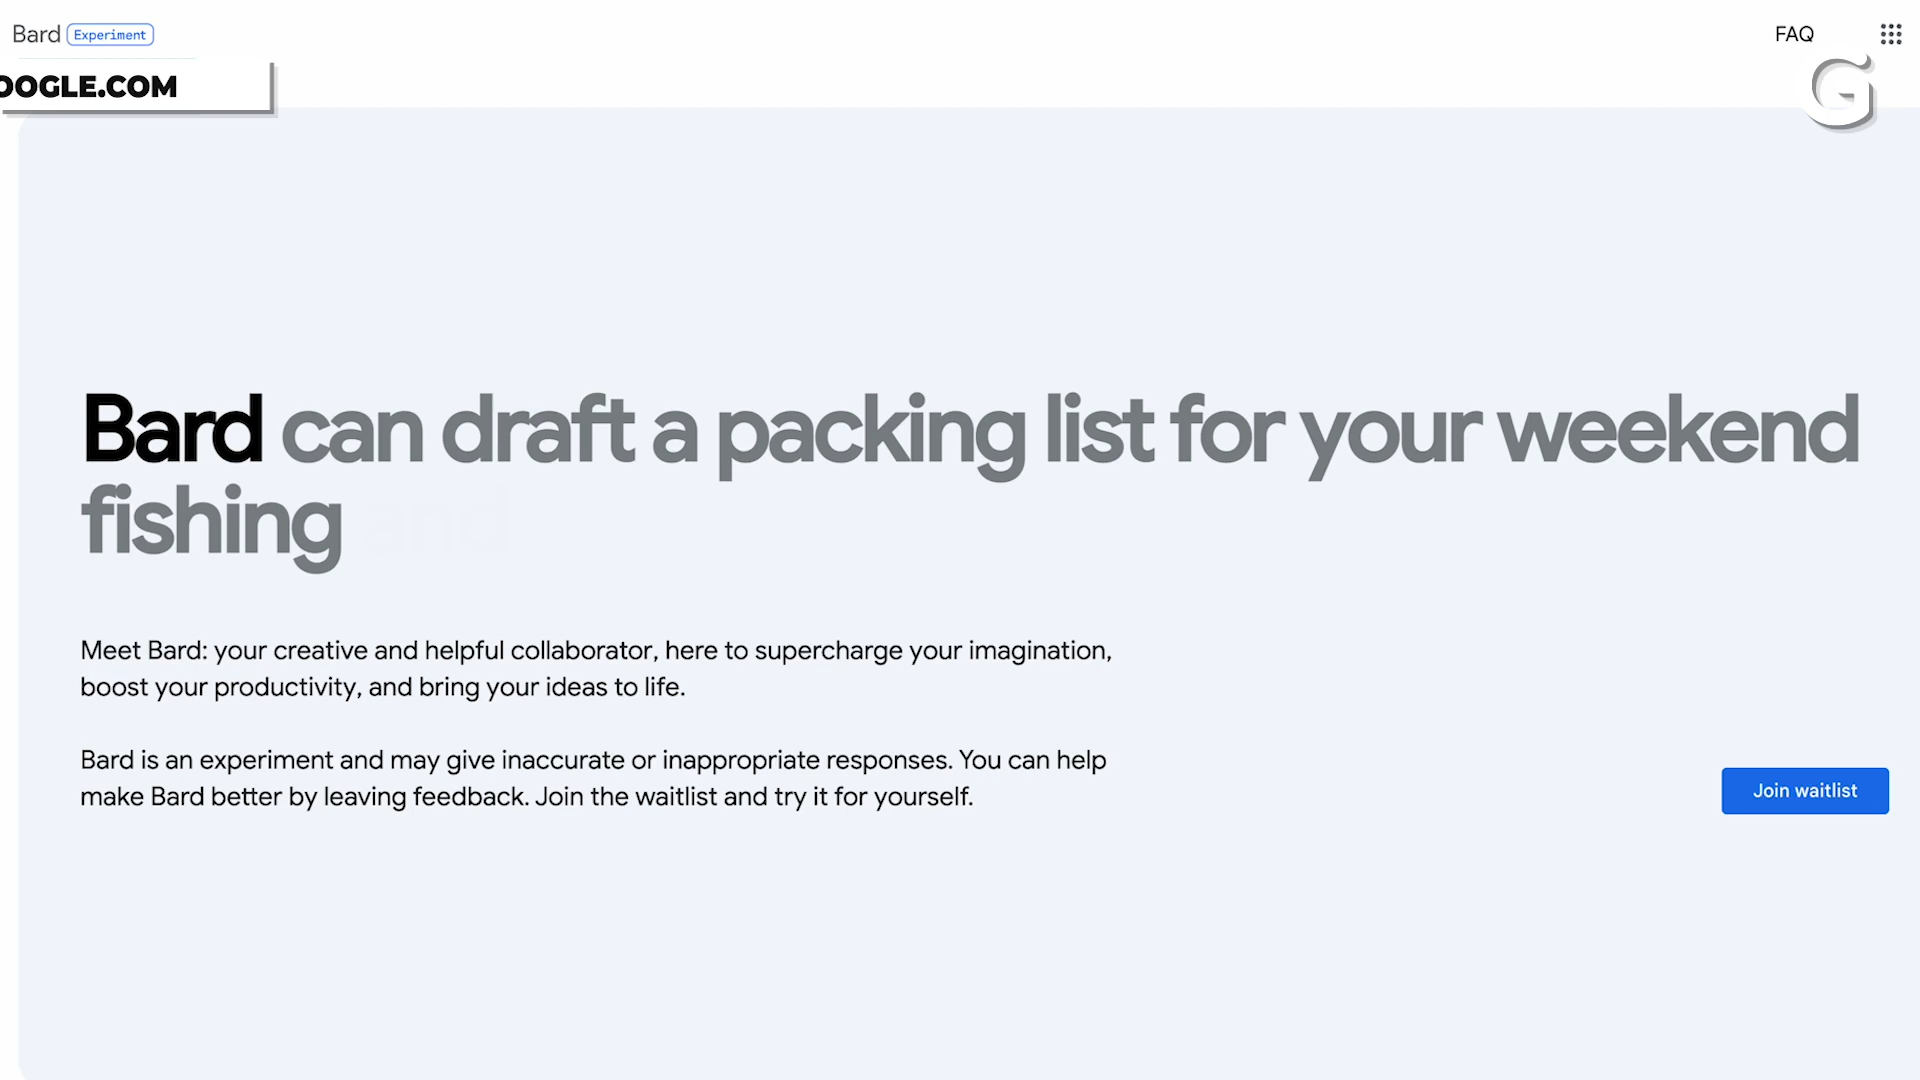 Bard Experiment
FAQ
OOGLE.COM
G
Bard can draft a packing list for your weekend
fishing and
Meet Bard: your creative and helpful collaborator, here to supercharge your imagination,
boost your productivity, and bring your ideas to life.
Bard is an experiment and may give inaccurate or inappropriate responses. You can help
make Bard better by leaving feedback. Join the waitlist and try it for yourself.
Join waitlist